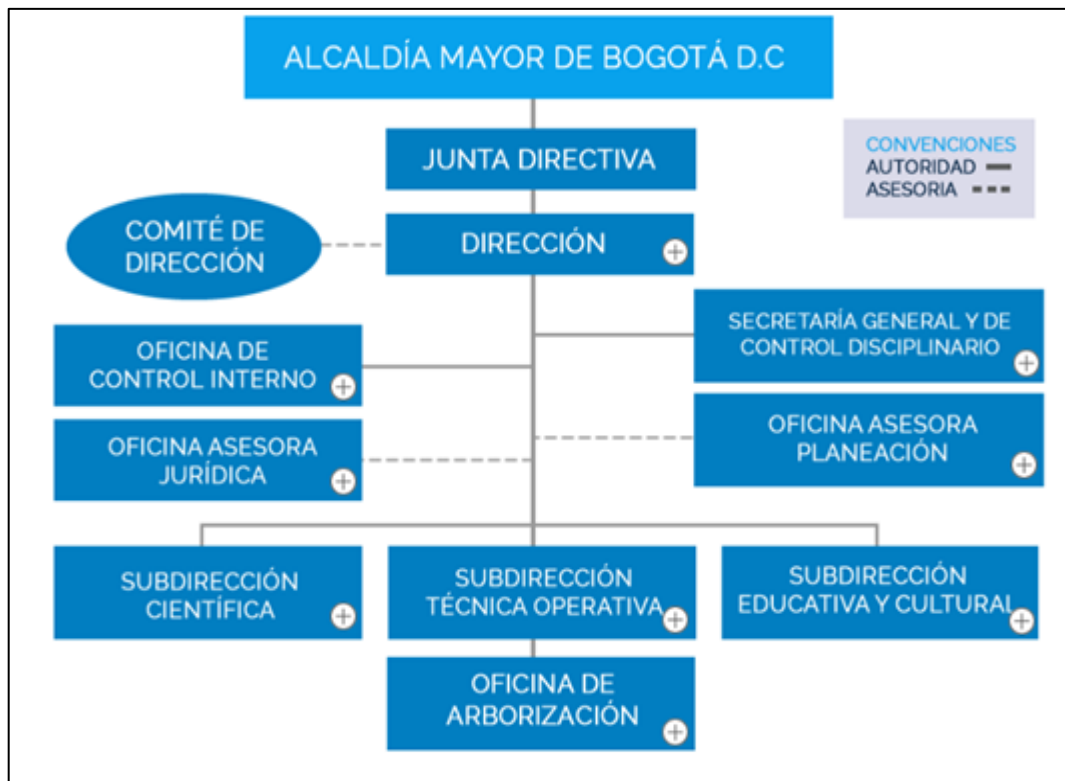 ALCALDÍA MAYOR DE BOGOTÁ D.C
JUNTA DIRECTIVA
CONVENCIONES
AUTORIDAD
ASESORIA
COMITÉ DE
DIRECCIÓN
DIRECCIÓN
OFICINA DE
CONTROL INTERNO
SECRETARÍA GENERAL Y DE
CONTROL DISCIPLINARIO
OFICINA ASESORA
JURÍDICA
OFICINA ASESORA
PLANEACIÓN
SUBDIRECCIÓN
CIENTÍFICA
SUBDIRECCIÓN
TÉCNICA OPERATIVA
SUBDIRECCIÓN
EDUCATIVA Y CULTURAL
OFICINA DE
ARBORIZACIÓN